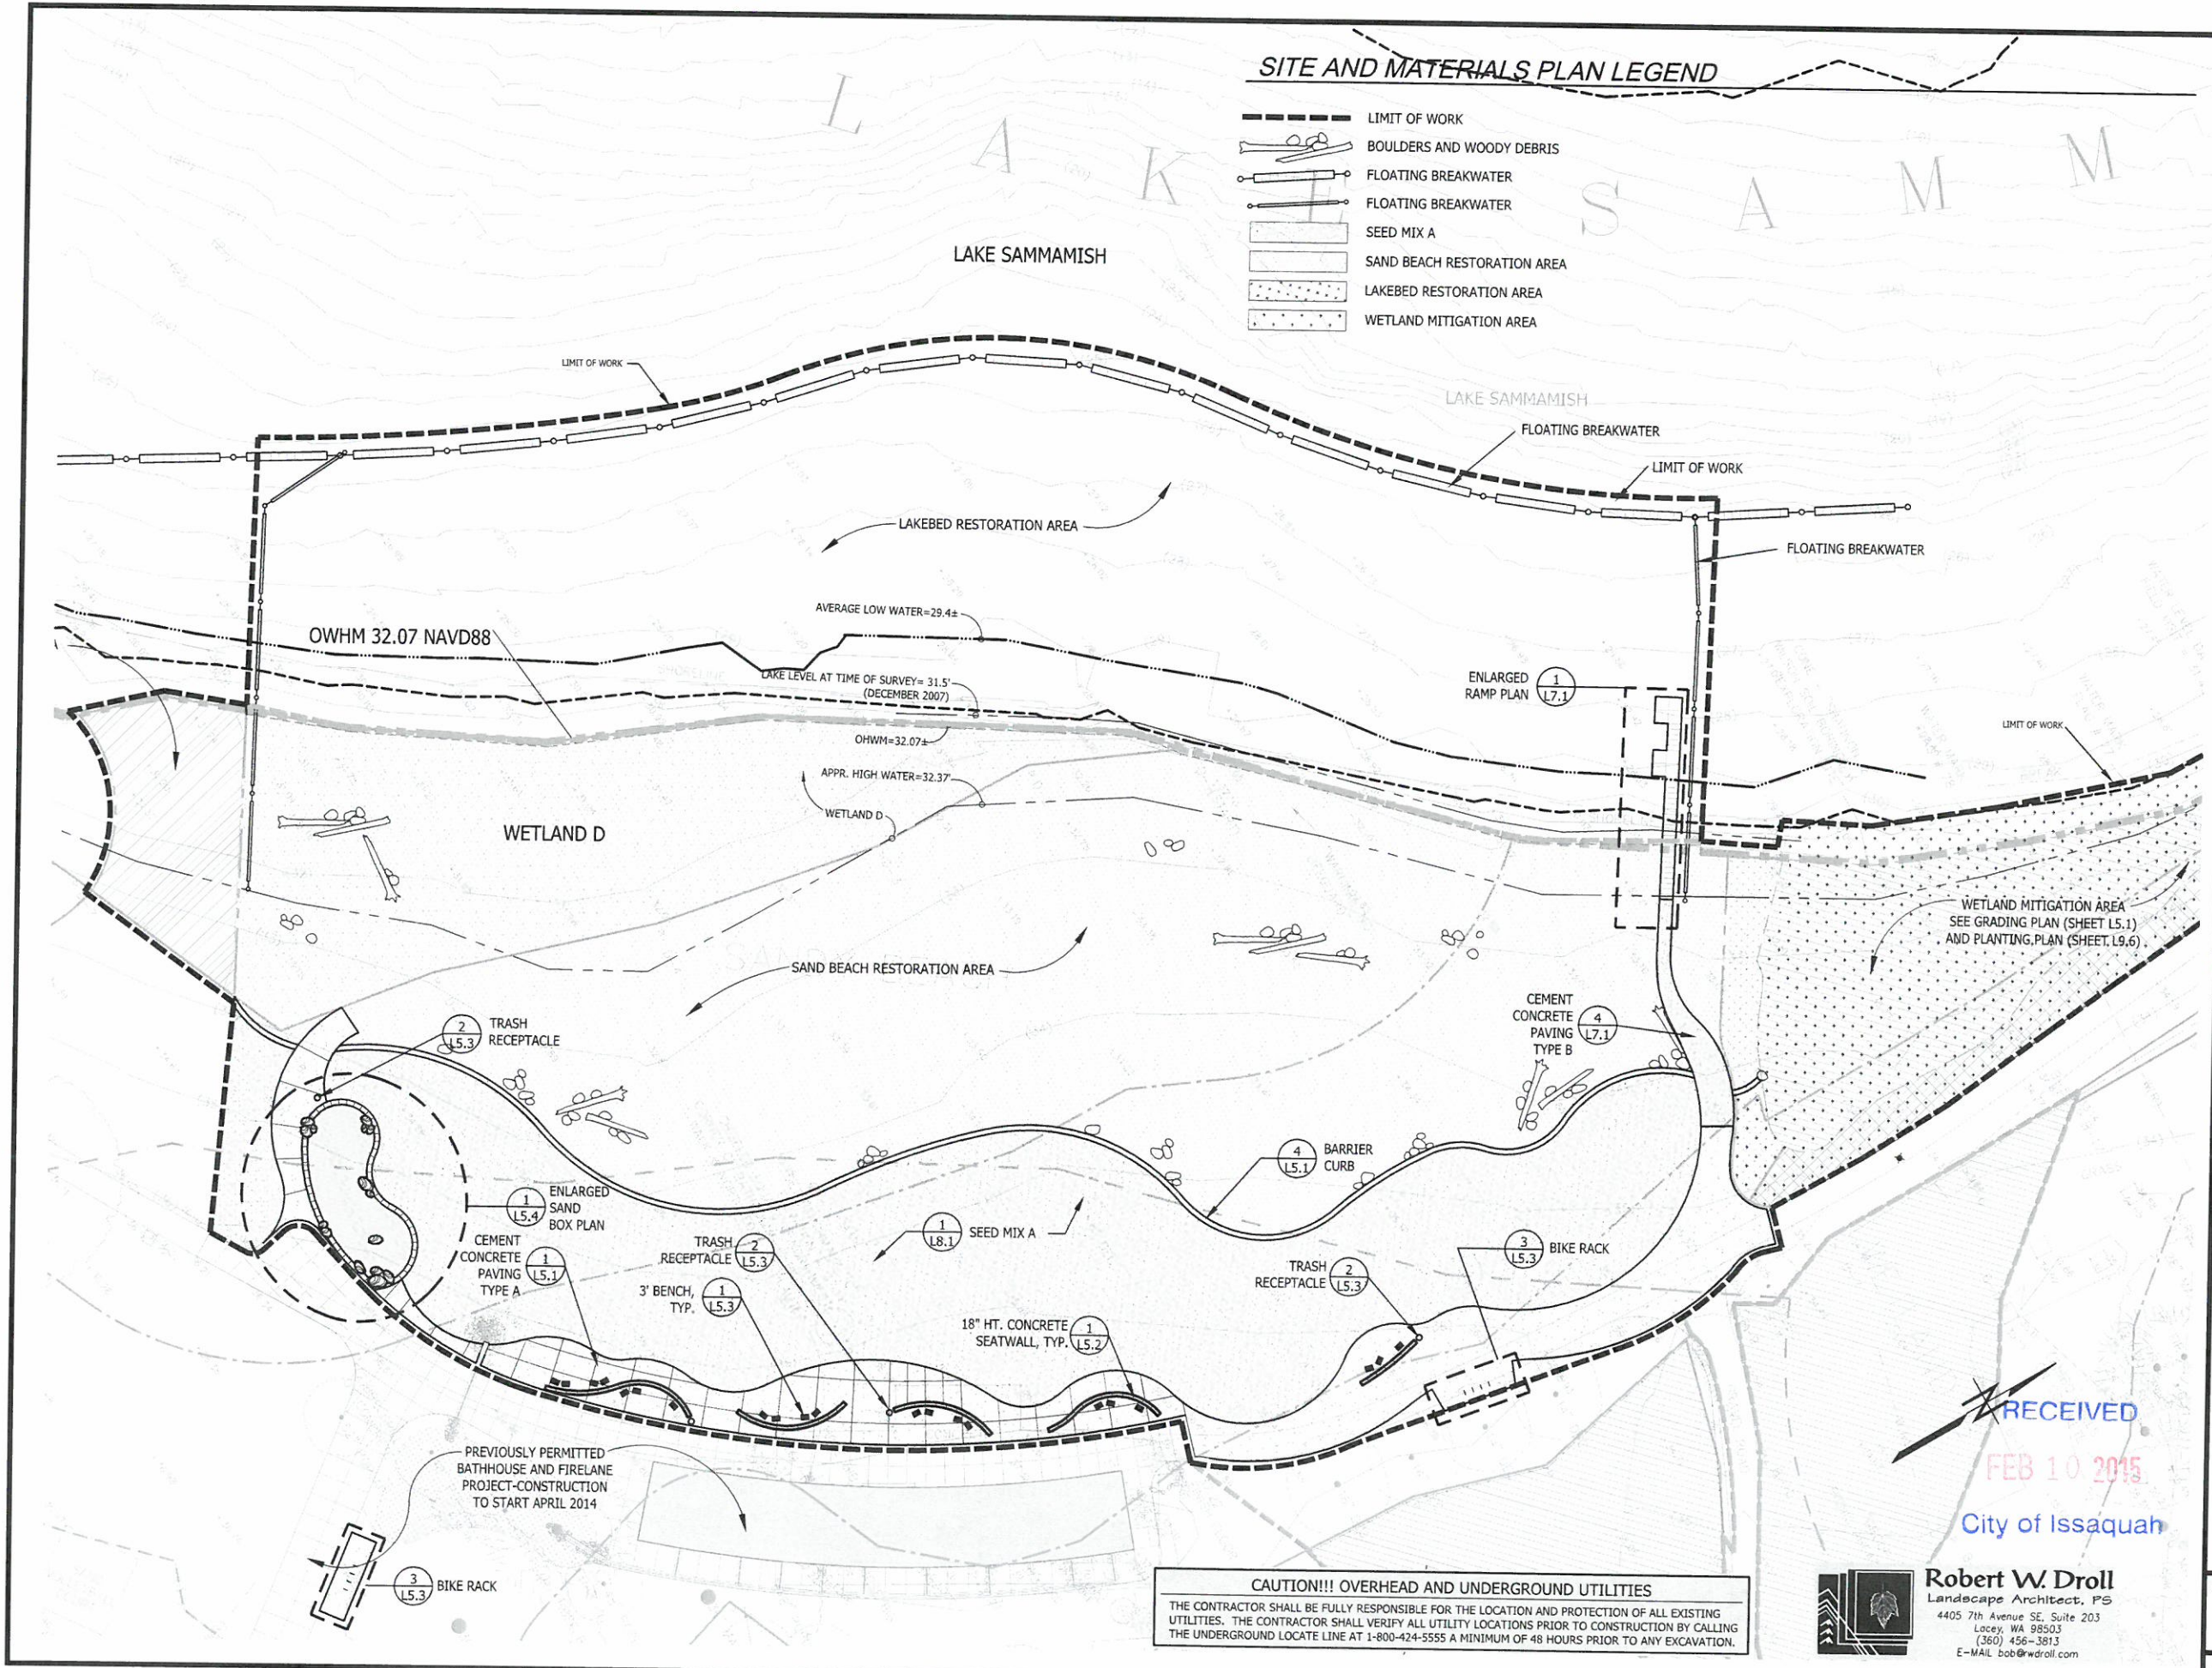 SITE AND MATERIALS PLAN LEGEND
LIMIT OF WORK
BOULDERS AND WOODY DEBRIS
FLOATING BREAKWATER
FLOATING BREAKWATER
SEED MIX A
SAND BEACH RESTORATION AREA
LAKEBED RESTORATION AREA
WETLAND MITIGATION AREA
L A K E S A M M
LAKE SAMMAMISH
LIMIT OF WORK
LAKE SAMMAMISH
FLOATING BREAKWATER
LIMIT OF WORK
LAKEBED RESTORATION AREA
FLOATING BREAKWATER
AVERAGE LOW WATER=29.4±
OWHM 32.07 NAVD88
SHORELINE
LAKE LEVEL AT TIME OF SURVEY= 31.5'
(DECEMBER 2007)
ENLARGED
RAMP PLAN
1
L7.1
LIMIT OF WORK
OHWM=32.07±
APPR. HIGH WATER=32.37'
WETLAND D
WETLAND D
WETLAND MITIGATION AREA
SEE GRADING PLAN (SHEET L5.1)
AND PLANTING PLAN (SHEET L9.6)
SAND BEACH RESTORATION AREA
2
L5.3
TRASH
RECEPTACLE
CEMENT
CONCRETE
PAVING
TYPE B
4
L7.1
4
L5.1
BARRIER
CURB
1
L5.4
ENLARGED
SAND
BOX PLAN
1
L8.1
SEED MIX A
CEMENT
CONCRETE
PAVING
TYPE A
1
L5.1
TRASH
RECEPTACLE
2
L5.3
3' BENCH,
TYP.
1
L5.3
3
L5.3
BIKE RACK
TRASH
RECEPTACLE
2
L5.3
18" HT. CONCRETE
SEATWALL, TYP.
1
L5.2
PREVIOUSLY PERMITTED
BATHHOUSE AND FIRELANE
PROJECT-CONSTRUCTION
TO START APRIL 2014
3
L5.3
BIKE RACK
RECEIVED
FEB 10 2015
City of Issaquah
CAUTION!!! OVERHEAD AND UNDERGROUND UTILITIES
THE CONTRACTOR SHALL BE FULLY RESPONSIBLE FOR THE LOCATION AND PROTECTION OF ALL EXISTING
UTILITIES. THE CONTRACTOR SHALL VERIFY ALL UTILITY LOCATIONS PRIOR TO CONSTRUCTION BY CALLING
THE UNDERGROUND LOCATE LINE AT 1-800-424-5555 A MINIMUM OF 48 HOURS PRIOR TO ANY EXCAVATION.
Robert W. Droll
Landscape Architect, PS
4405 7th Avenue SE, Suite 203
Lacey, WA 98503
(360) 456-3813
E-MAIL bob@rwdroll.com